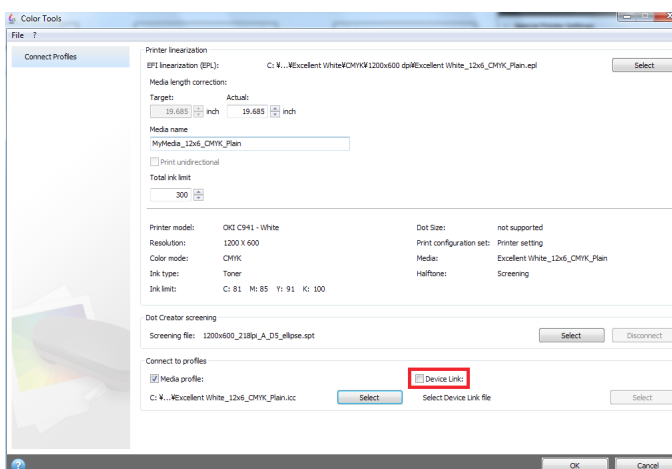 Color Tools
File ?
Connect Profiles
Printer linearization
EFI linearization (EPL): C: ¥...¥Excellent White¥CMYK¥1200x600 dpi¥Excellent White_12x6_CMYK_Plain.epl Select
Media length correction:
Target: Actual:
19.685 inch 19.685 inch
Media name
MyMedia_12x6_CMYK_Plain
Print unidirectional
Total ink limit
300
Printer model: OKI C941 - White Dot Size: not supported
Resolution: 1200 X 600 Print configuration set: Printer setting
Color mode: CMYK Media: Excellent White_12x6_CMYK_Plain
Ink type: Toner Halftone: Screening
Ink limit: C: 81 M: 85 Y: 91 K: 100
Dot Creator screening
Screening file: 1200x600_218lpi_A_D5_ellipse.spt Select Disconnect
Connect to profiles
Media profile: Device Link:
C: ¥...¥Excellent White_12x6_CMYK_Plain.icc Select Select Device Link file Select
? OK Cancel